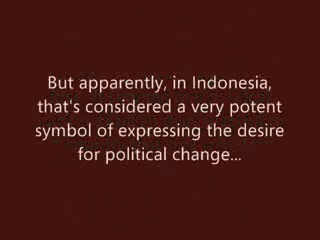 But apparently, in Indonesia,
that's considered a very potent
symbol of expressing the desire
for political change...